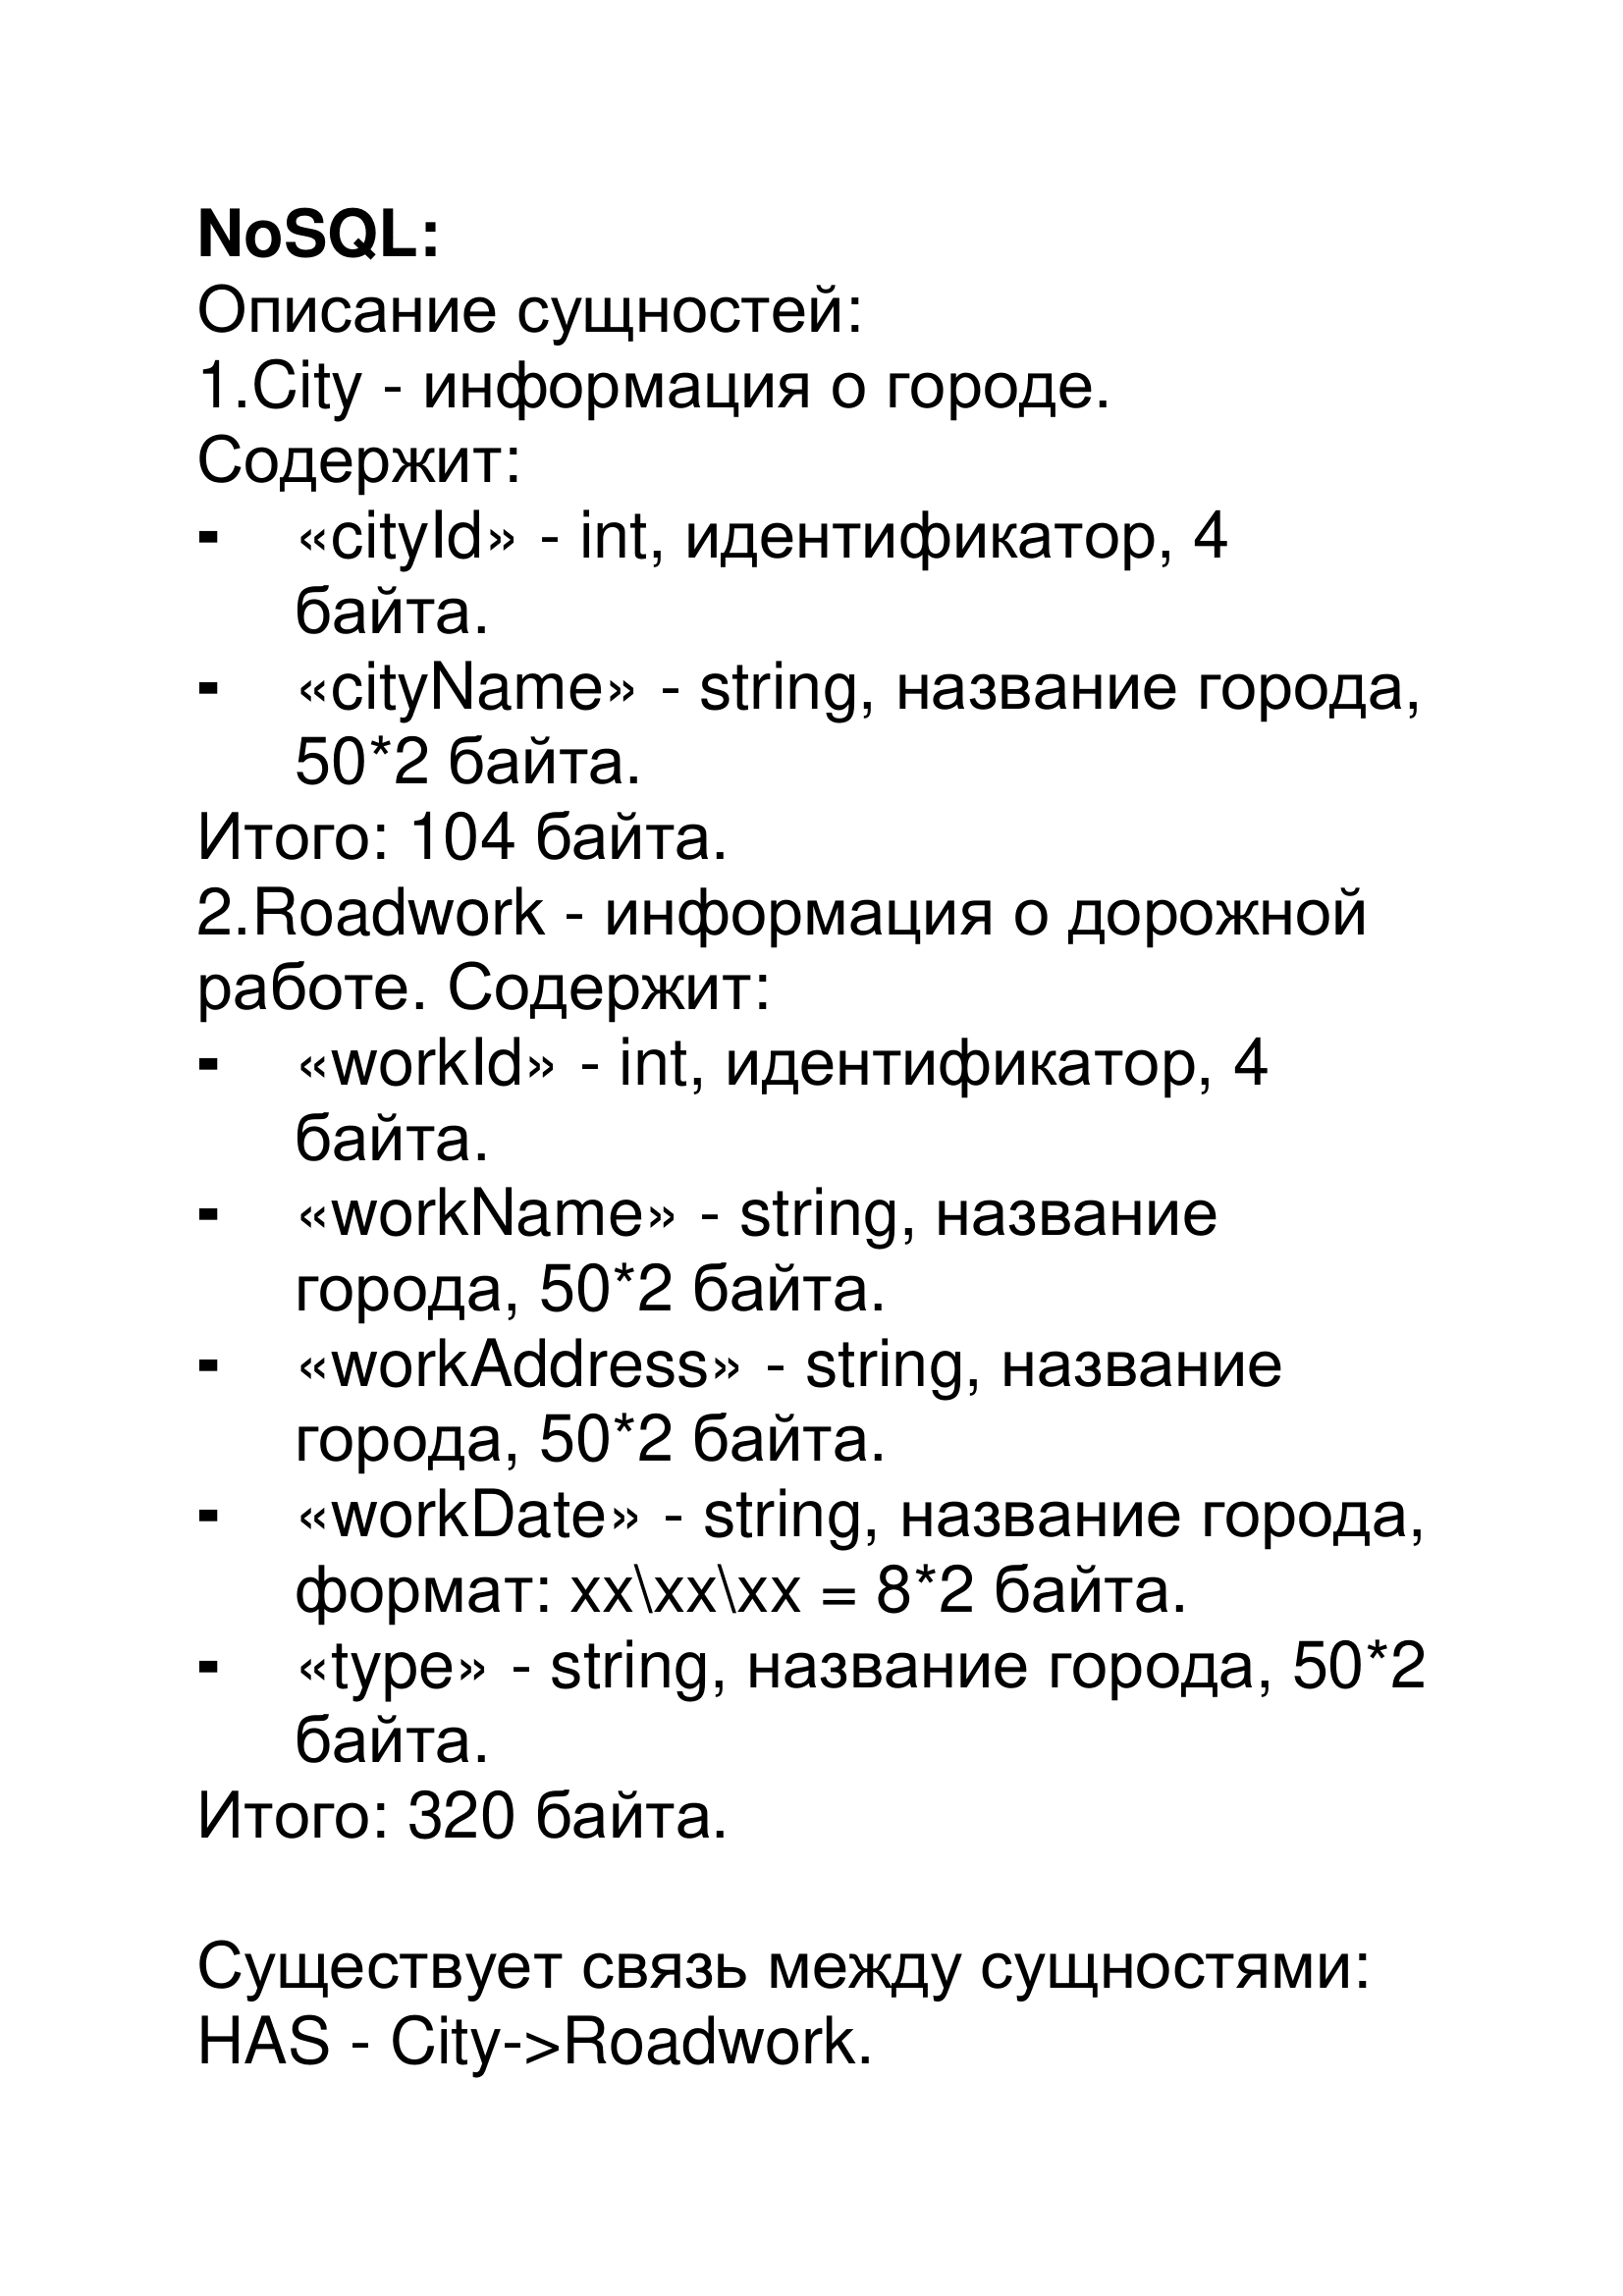 NoSQL:
Описание сущностей:
1.City - информация о городе.
Содержит:
- «cityId» - int, идентификатор, 4
байта.
- «cityName» - string, название города,
50*2 байта.
Итого: 104 байта.
2.Roadwork - информация о дорожной
работе. Содержит:
- «workId» - int, идентификатор, 4
байта.
- «workName» - string, название
города, 50*2 байта.
- «workAddress» - string, название
города, 50*2 байта.
- «workDate» - string, название города,
формат: xx\xx\xx = 8*2 байта.
- «type» - string, название города, 50*2
байта.
Итого: 320 байта.
Существует связь между сущностями:
HAS - City->Roadwork.